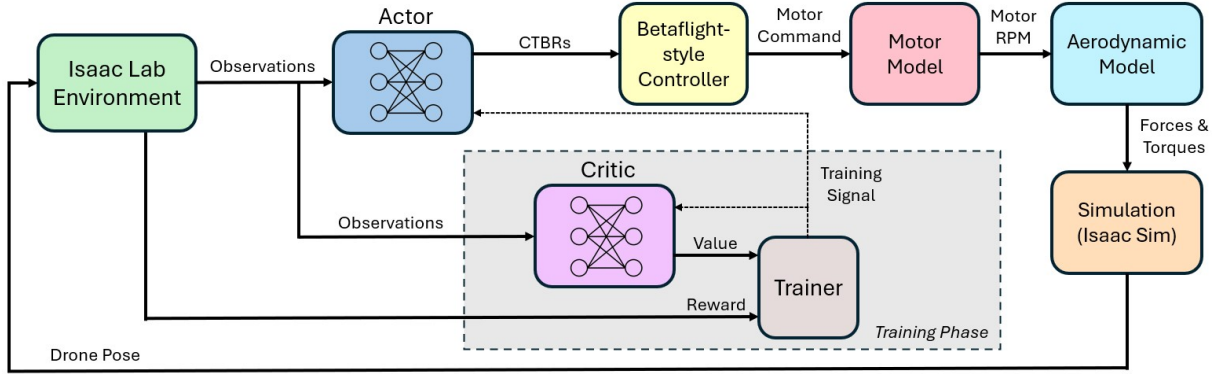 Actor
Isaac Lab
Environment
Observations
CTBRs
Betaflight-
style
Controller
Motor
Command
Motor
Model
Motor
RPM
Aerodynamic
Model
Forces &
Torques
Critic
Training
Signal
Observations
Value
Simulation
(Isaac Sim)
Trainer
Reward
Training Phase
Drone Pose